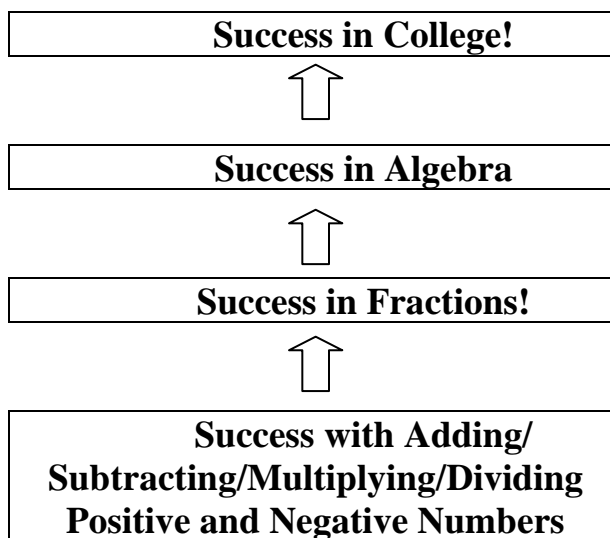 Success in College!
Success in Algebra
Success in Fractions!
Success with Adding/
Subtracting/Multiplying/Dividing
Positive and Negative Numbers